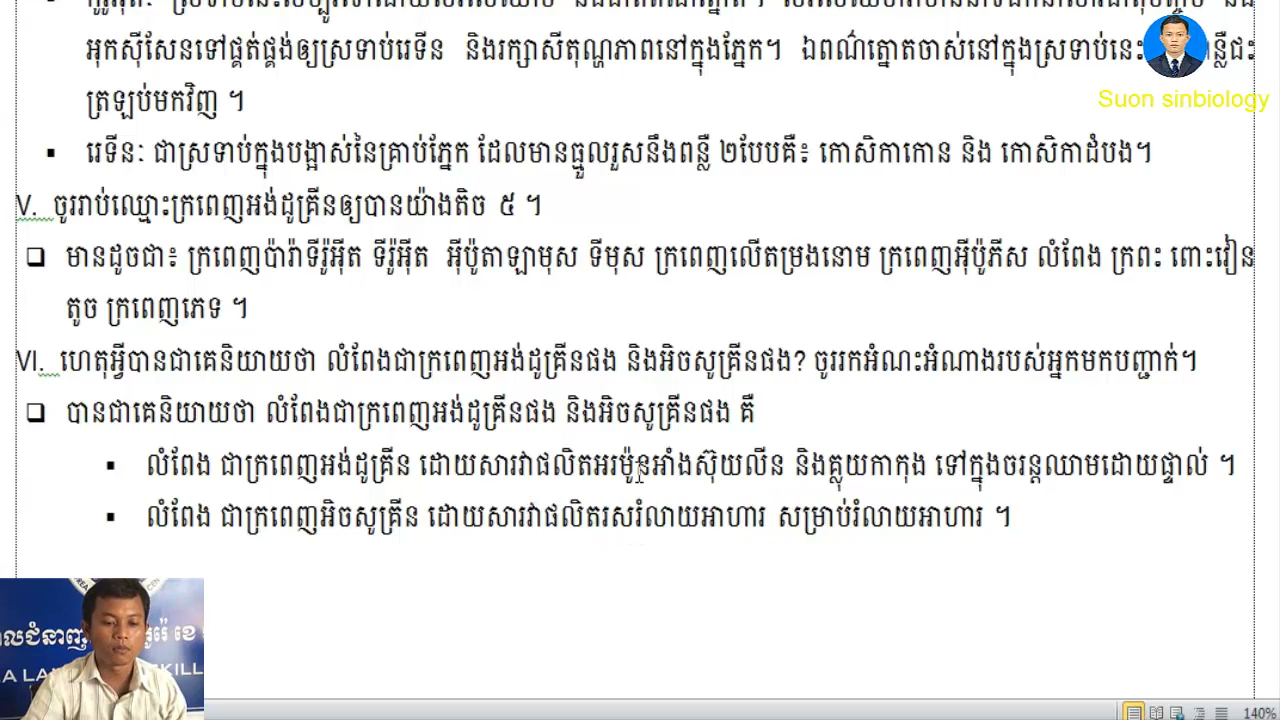 អុកស៊ីសែនទៅផ្គត់ផ្គង់ឲ្យស្រទាប់រេទីន និងរក្សាសីតុណ្ហភាពនៅក្នុងភ្នែក។ ឯពណ៌ត្នោតចាស់នៅក្នុងស្រទាប់នេះ
Suon sinbiology
ត្រឡប់មកវិញ ។
▪ រេទីនៈ ជាស្រទាប់ក្នុងបង្អស់នៃគ្រាប់ភ្នែក ដែលមានធ្មួលរួសនឹងពន្លឺ ២បែបគឺ៖ កោសិកាកោន និង កោសិកាដំបង។
V. ចូររាប់ឈ្មោះក្រពេញអង់ដូគ្រីនឲ្យបានយ៉ាងតិច ៥ ។
❑ មានដូចជា៖ ក្រពេញប៉ារ៉ាទីរ៉ូអ៊ីត ទីរ៉ូអ៊ីត អ៊ីប៉ូតាឡាមុស ទីមុស ក្រពេញលើតម្រងនោម ក្រពេញអ៊ីប៉ូភីស លំពែង ក្រពះ ពោះវៀន
តូច ក្រពេញភេទ ។
VI. ហេតុអ្វីបានជាគេនិយាយថា លំពែងជាក្រពេញអង់ដូគ្រីនផង និងអិចសូគ្រីនផង? ចូររកអំណះអំណាងរបស់អ្នកមកបញ្ជាក់។
❑ បានជាគេនិយាយថា លំពែងជាក្រពេញអង់ដូគ្រីនផង និងអិចសូគ្រីនផង គឺ
▪ លំពែង ជាក្រពេញអង់ដូគ្រីន ដោយសារវាផលិតអរម៉ូនអាំងស៊ុយលីន និងគ្លុយកាកុង ទៅក្នុងចរន្តឈាមដោយផ្ទាល់ ។
▪ លំពែង ជាក្រពេញអិចសូគ្រីន ដោយសារវាផលិតរសរំលាយអាហារ សម្រាប់រំលាយអាហារ ។
140%